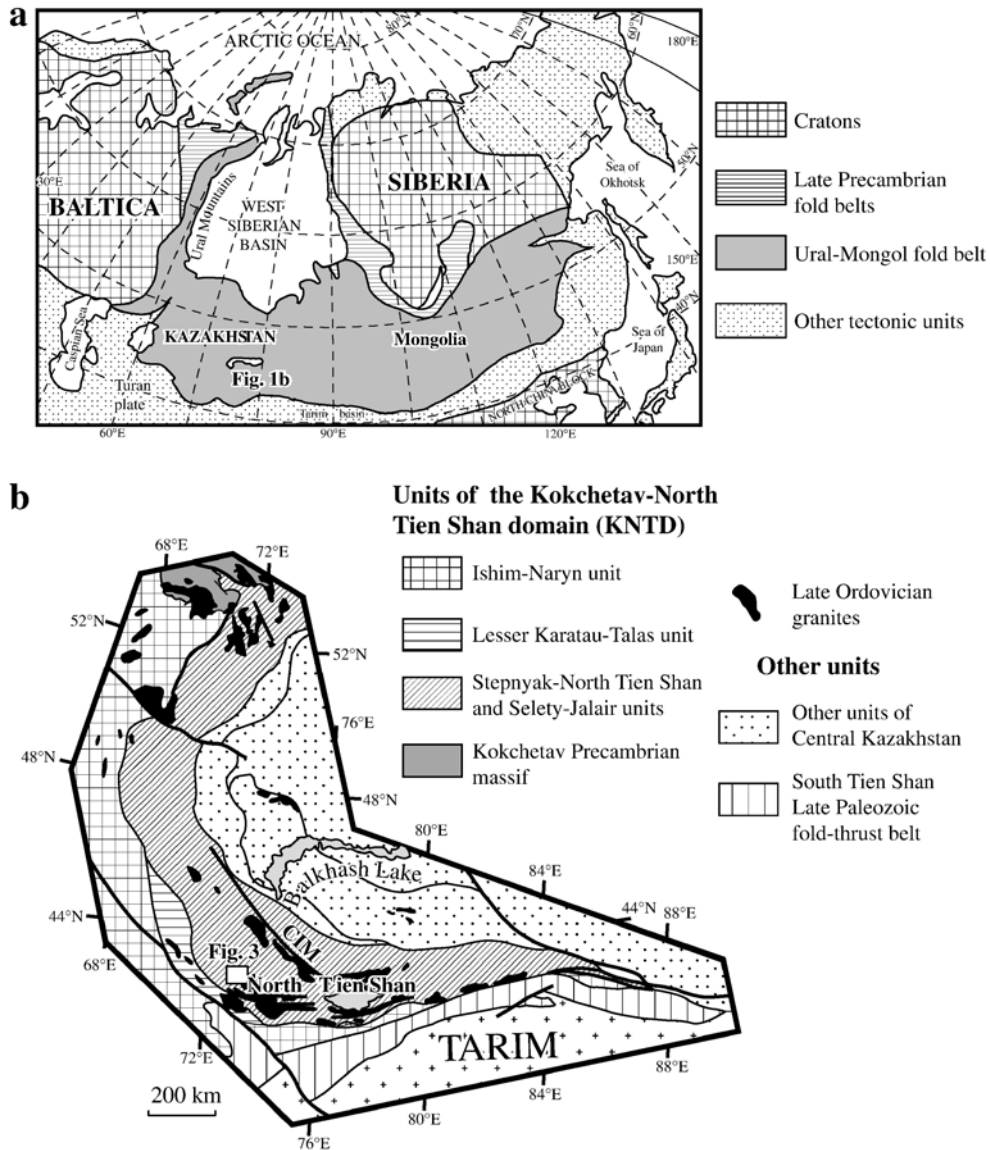 a
ARCTIC OCEAN
180°E
60°N
50°N
Sea of
Okhotsk
30°E
BALTICA
Ural Mountains
WEST
SIBERIAN
BASIN
SIBERIA
150°E
40°N
Caspian Sea
KAZAKHSTAN
Mongolia
Sea of
Japan
Fig. 1b
Turan
plate
Tarim basin
NORTH CHINA BLOCK
60°E
90°E
120°E
Cratons
Late Precambrian
fold belts
Ural-Mongol fold belt
Other tectonic units
b
Units of the Kokchetav-North
Tien Shan domain (KNTD)
Ishim-Naryn unit
Lesser Karatau-Talas unit
Stepnyak-North Tien Shan
and Selety-Jalair units
Kokchetav Precambrian
massif
Late Ordovician
granites
Other units
Other units of
Central Kazakhstan
South Tien Shan
Late Paleozoic
fold-thrust belt
68°E
72°E
52°N
52°N
76°E
48°N
48°N
80°E
Balkhash Lake
84°E
44°N
88°E
44°N
CIM
68°E
Fig. 3
North Tien Shan
TARIM
72°E
88°E
84°E
200 km
80°E
76°E